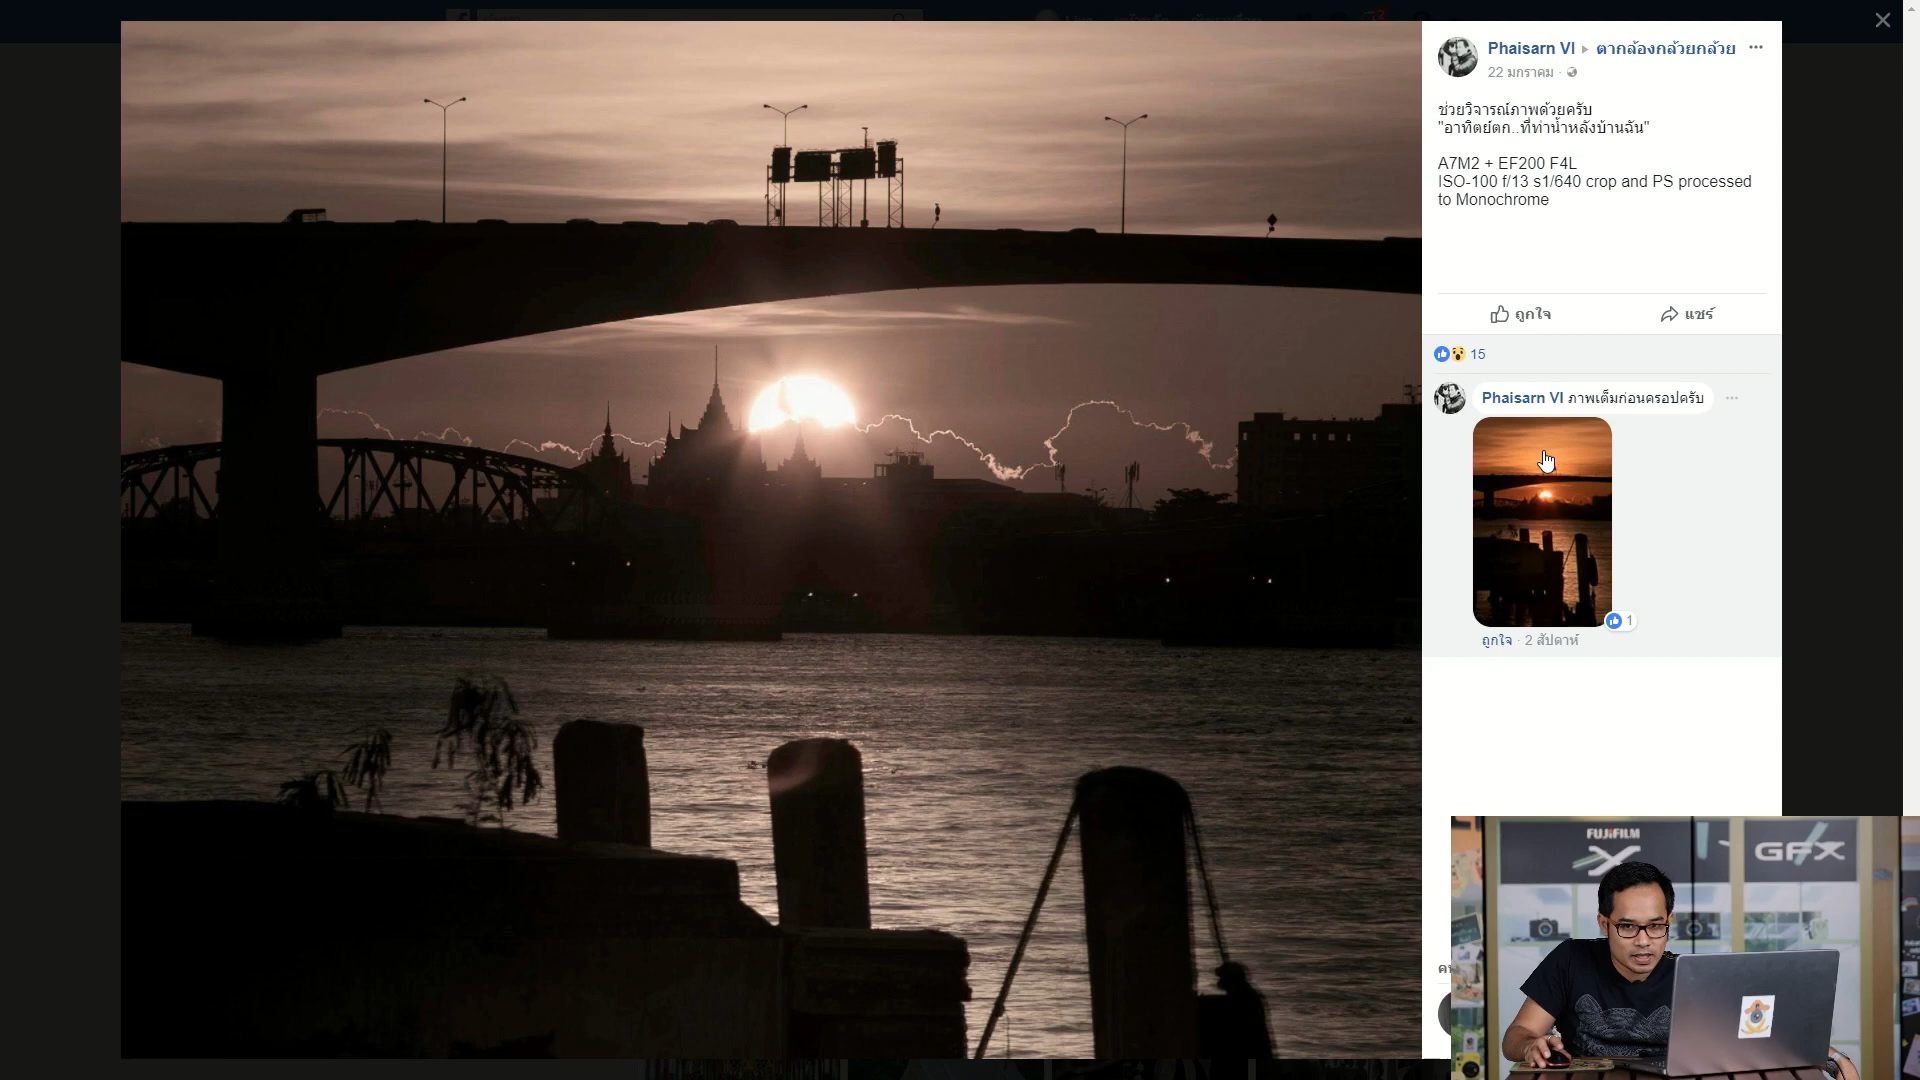 Phaisarn VI ▸ ตากล้องกล้วยกล้วย
22 มกราคม ·
ช่วยวิจารณ์ภาพด้วยครับ
"อาทิตย์ตก..ที่ท่าน้ำหลังบ้านฉัน"
A7M2 + EF200 F4L
ISO-100 f/13 s1/640 crop and PS processed
to Monochrome
ถูกใจ แชร์
15
Phaisarn VI ภาพเต็มก่อนครอปครับ
1
ถูกใจ · 2 สัปดาห์
FUJIFILM
X
GFX